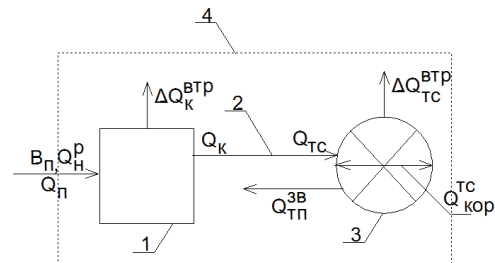 4
ΔQ_к^втр
ΔQ_тс^втр
2
Q_к
Q_тс
B_п, Q_н^р
Q_п
Q_тп^зв
Q_кор^тс
1
3